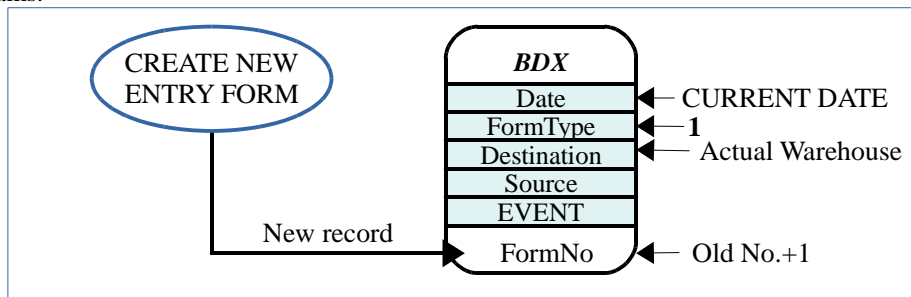 CREATE NEW
ENTRY FORM
BDX
Date
CURRENT DATE
FormType
1
Destination
Actual Warehouse
Source
EVENT
New record
FormNo
Old No.+1